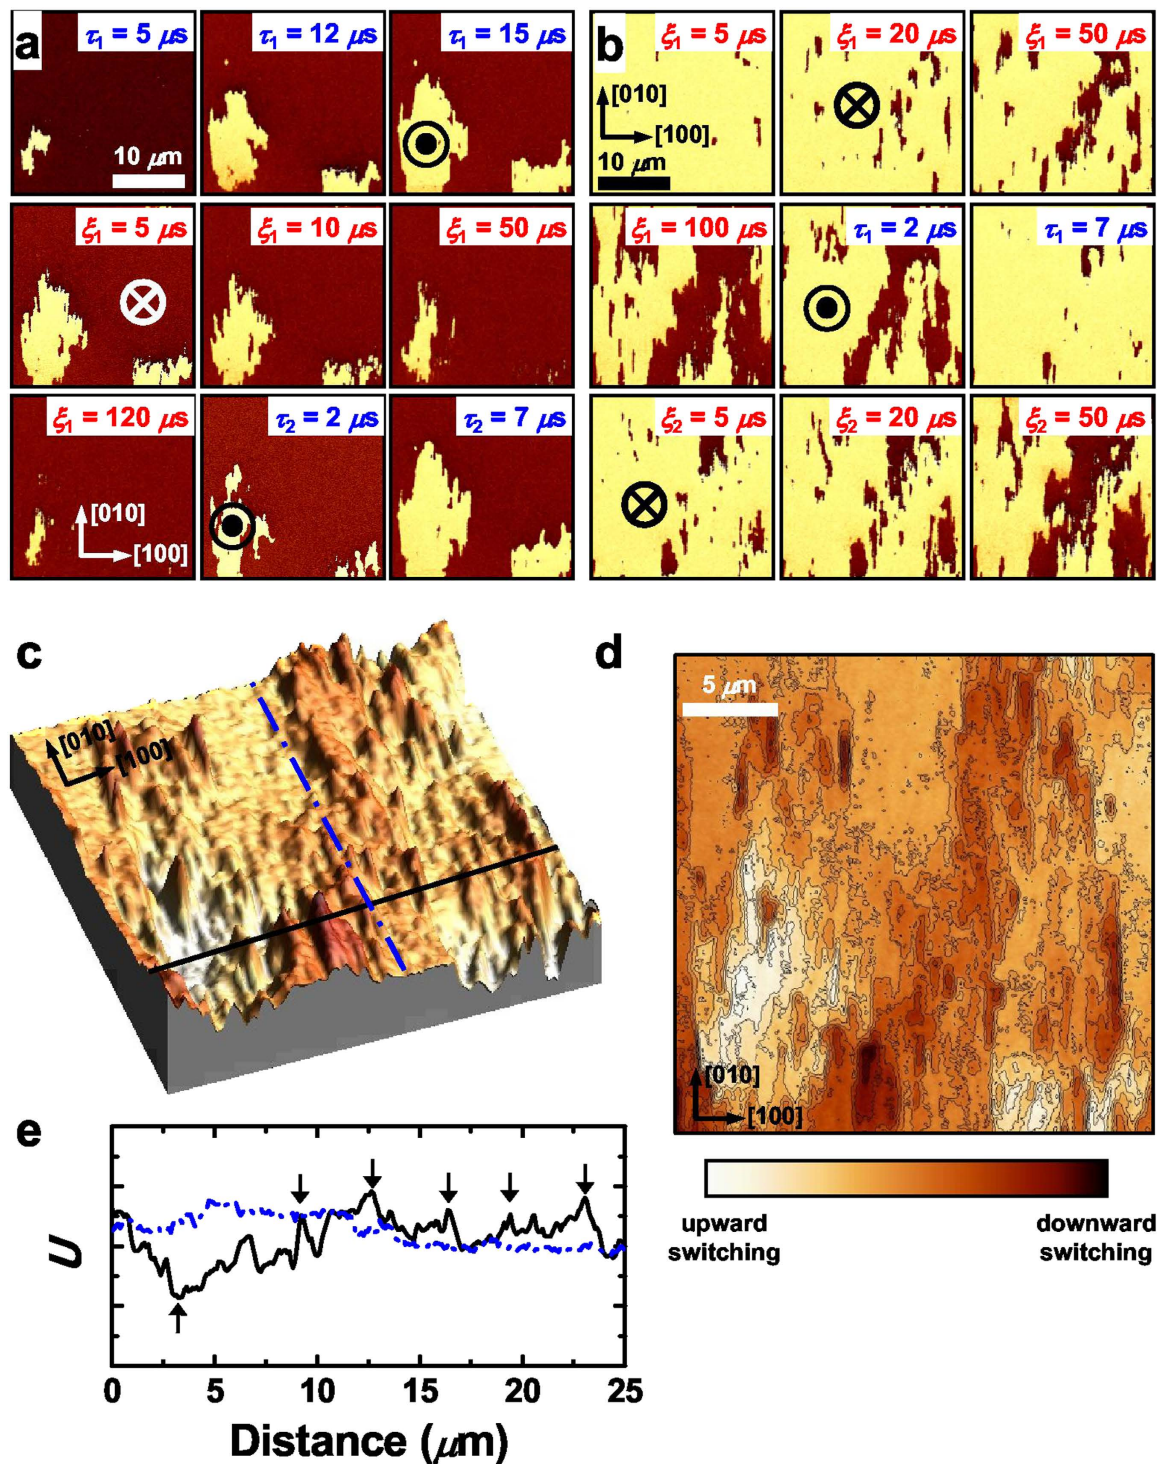 a
τ1 = 5 μs
τ1 = 12 μs
τ1 = 15 μs
10 μm
ξ1 = 5 μs
ξ1 = 10 μs
ξ1 = 50 μs
ξ1 = 120 μs
τ2 = 2 μs
τ2 = 7 μs
[010]
[100]
b
ξ1 = 5 μs
ξ1 = 20 μs
ξ1 = 50 μs
[010]
[100]
10 μm
ξ1 = 100 μs
τ1 = 2 μs
τ1 = 7 μs
ξ2 = 5 μs
ξ2 = 20 μs
ξ2 = 50 μs
c
[010]
[100]
d
5 μm
[010]
[100]
upward
switching
downward
switching
e
U
0 5 10 15 20 25
Distance (μm)